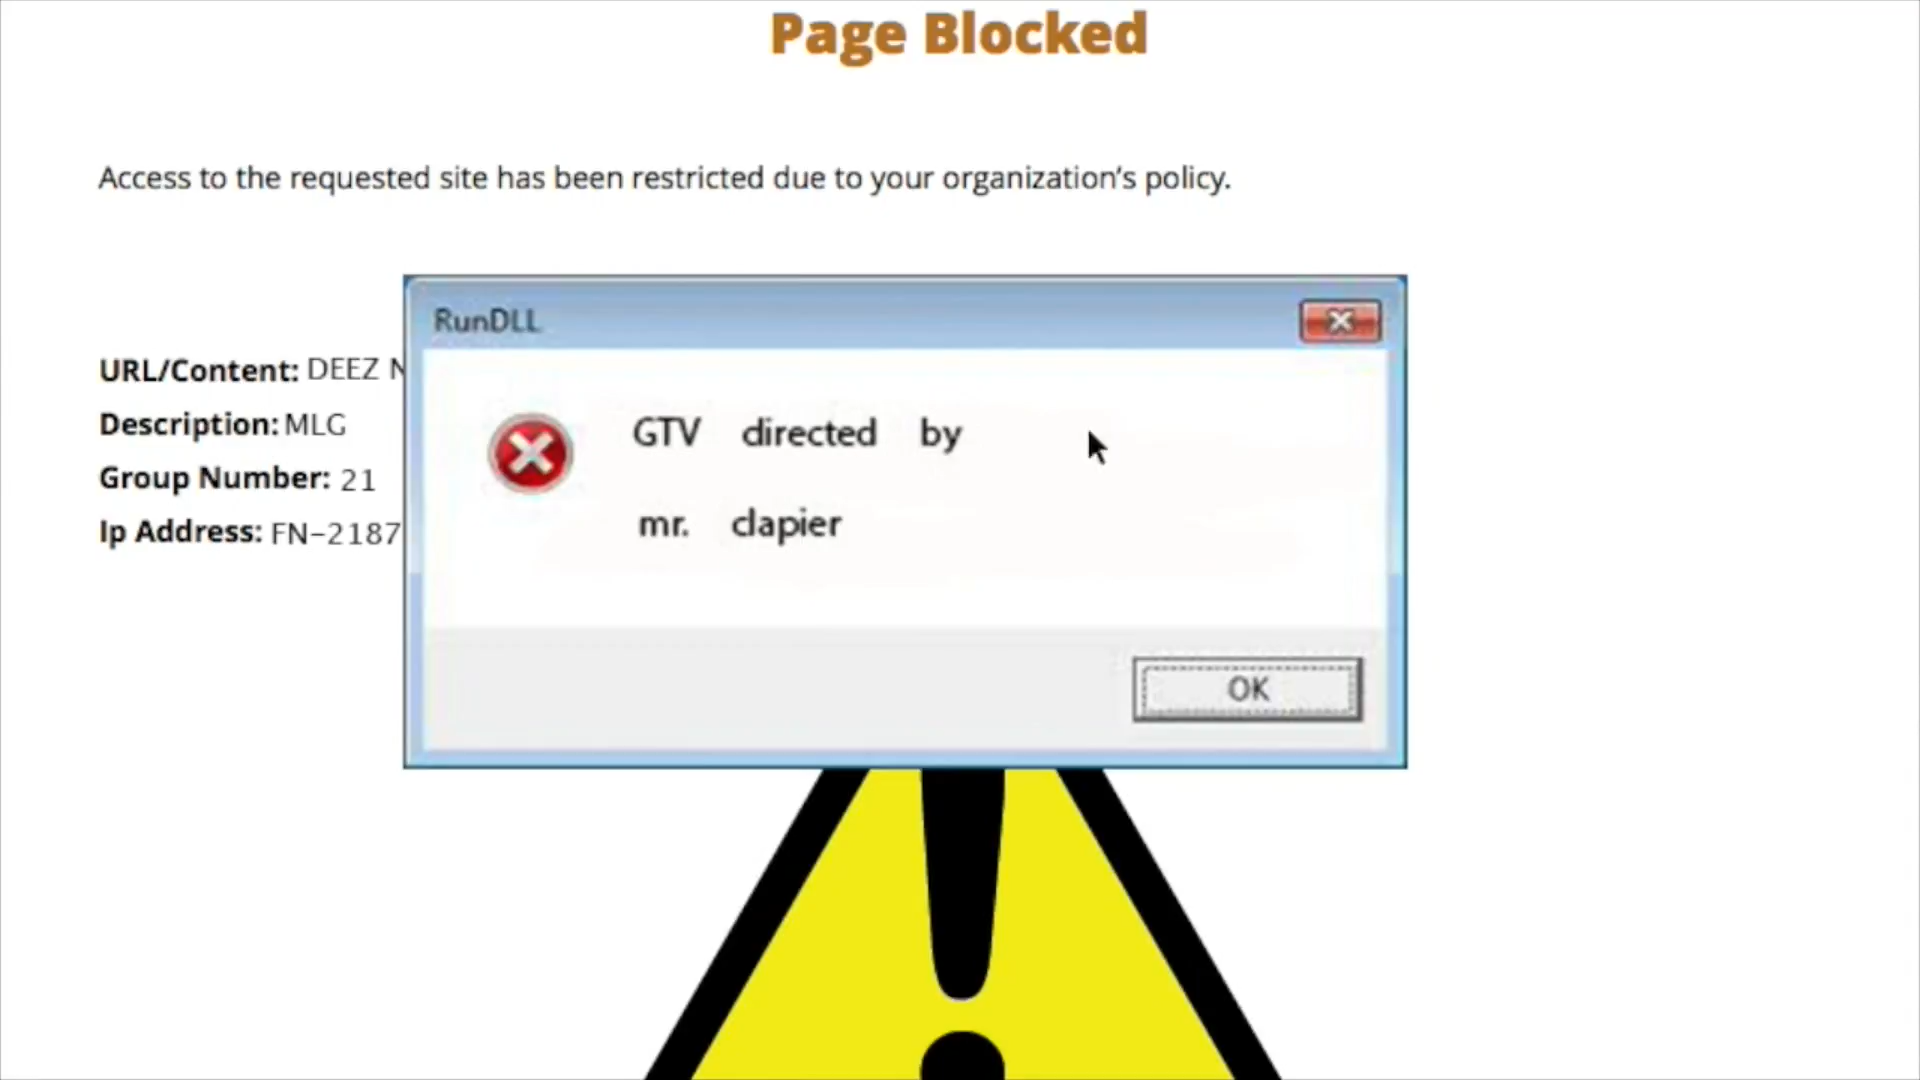 Page Blocked
Access to the requested site has been restricted due to your organization’s policy.
RunDLL
URL/Content: DEEZ N
Description: MLG
Group Number: 21
Ip Address: FN-2187
GTV directed by
mr. clapier
OK